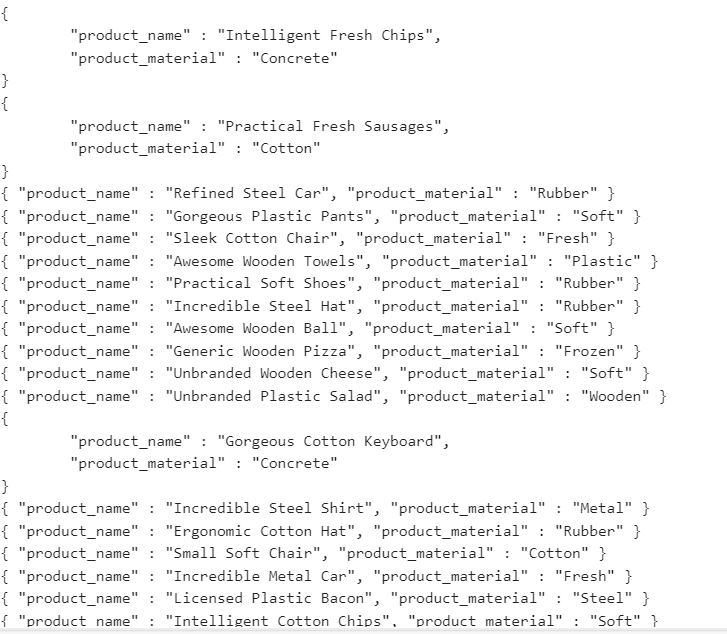 {
"product_name" : "Intelligent Fresh Chips",
"product_material" : "Concrete"
}
{
"product_name" : "Practical Fresh Sausages",
"product_material" : "Cotton"
}
{ "product_name" : "Refined Steel Car", "product_material" : "Rubber" }
{ "product_name" : "Gorgeous Plastic Pants", "product_material" : "Soft" }
{ "product_name" : "Sleek Cotton Chair", "product_material" : "Fresh" }
{ "product_name" : "Awesome Wooden Towels", "product_material" : "Plastic" }
{ "product_name" : "Practical Soft Shoes", "product_material" : "Rubber" }
{ "product_name" : "Incredible Steel Hat", "product_material" : "Rubber" }
{ "product_name" : "Awesome Wooden Ball", "product_material" : "Soft" }
{ "product_name" : "Generic Wooden Pizza", "product_material" : "Frozen" }
{ "product_name" : "Unbranded Wooden Cheese", "product_material" : "Soft" }
{ "product_name" : "Unbranded Plastic Salad", "product_material" : "Wooden" }
{
"product_name" : "Gorgeous Cotton Keyboard",
"product_material" : "Concrete"
}
{ "product_name" : "Incredible Steel Shirt", "product_material" : "Metal" }
{ "product_name" : "Ergonomic Cotton Hat", "product_material" : "Rubber" }
{ "product_name" : "Small Soft Chair", "product_material" : "Cotton" }
{ "product_name" : "Incredible Metal Car", "product_material" : "Fresh" }
{ "product_name" : "Licensed Plastic Bacon", "product_material" : "Steel" }
{ "product_name" : "Intelligent Cotton Chips", "product_material" : "Soft" }